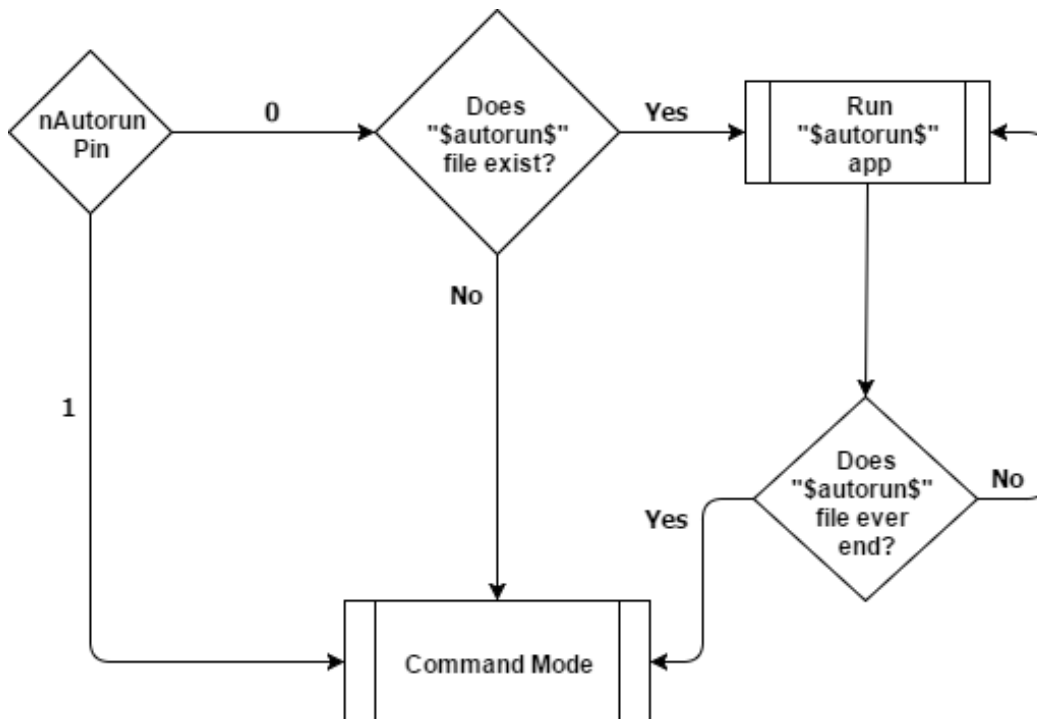 nAutorun
Pin
0
Does
"$autorun$"
file exist?
Yes
Run
"$autorun$"
app
No
1
Does
"$autorun$"
file ever
end?
No
Yes
Command Mode